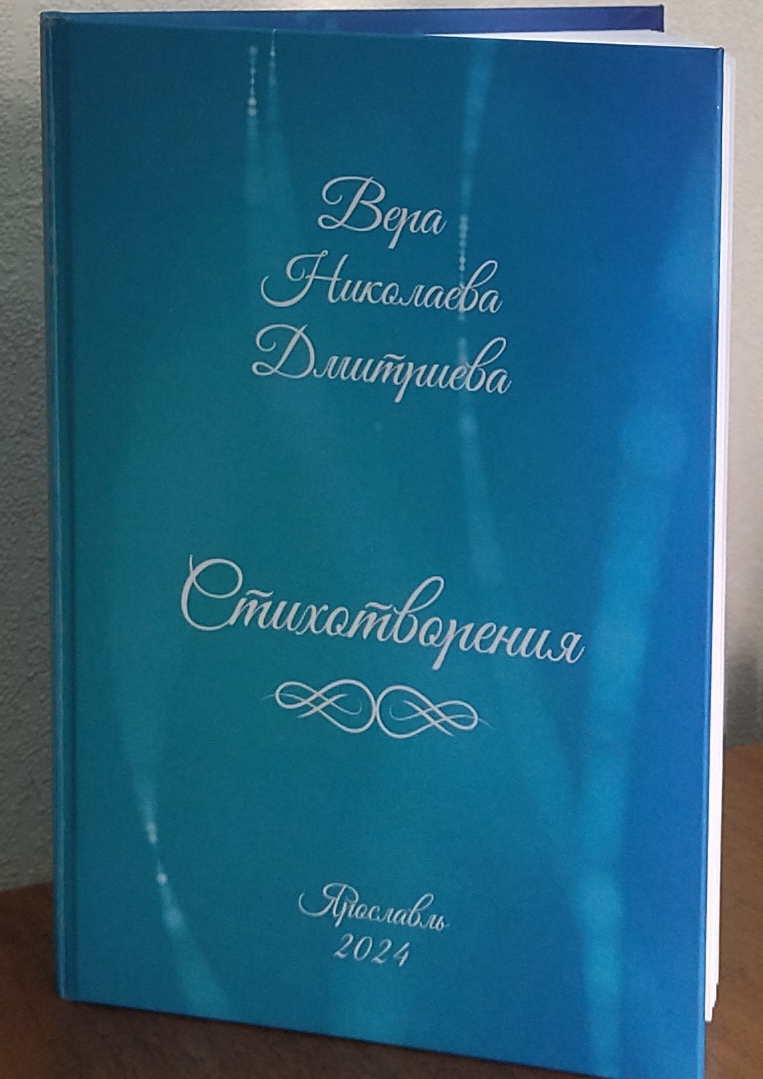 Вера
Николаева
Дмитриева
Стихотворения
Ярославль
2024